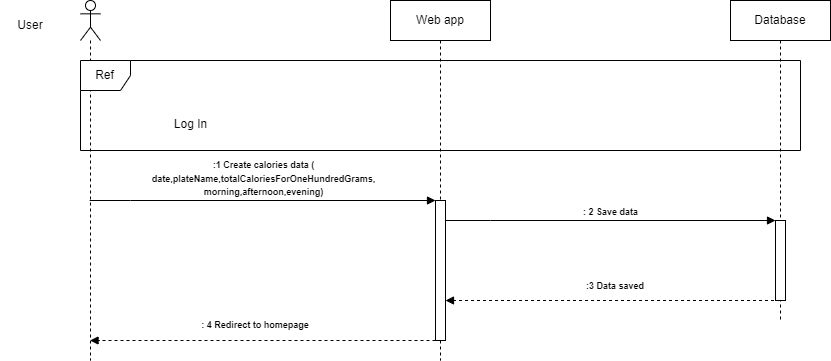 User
Web app
Database
Ref
Log In
:1 Create calories data (
date,plateName,totalCaloriesForOneHundredGrams,
morning,afternoon,evening)
: 2 Save data
:3 Data saved
: 4 Redirect to homepage